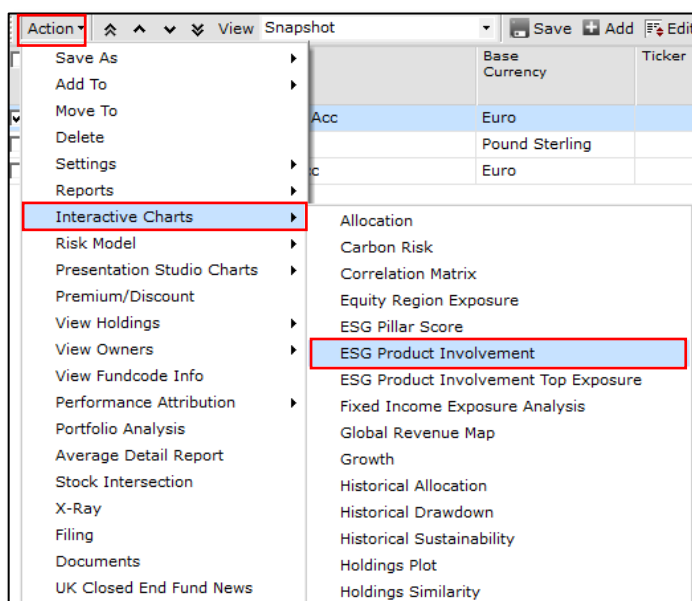 Action View Snapshot Save Add Edit
Base Currency Ticker
Save As
Add To
Move To
Acc Euro
Delete
Pound Sterling
Settings
Euro
Reports
Interactive Charts
Allocation
Risk Model
Carbon Risk
Presentation Studio Charts
Correlation Matrix
Premium/Discount
Equity Region Exposure
View Holdings
ESG Pillar Score
View Owners
ESG Product Involvement
View Fundcode Info
ESG Product Involvement Top Exposure
Performance Attribution
Fixed Income Exposure Analysis
Portfolio Analysis
Global Revenue Map
Average Detail Report
Growth
Stock Intersection
Historical Allocation
X-Ray
Historical Drawdown
Filing
Historical Sustainability
Documents
Holdings Plot
UK Closed End Fund News
Holdings Similarity